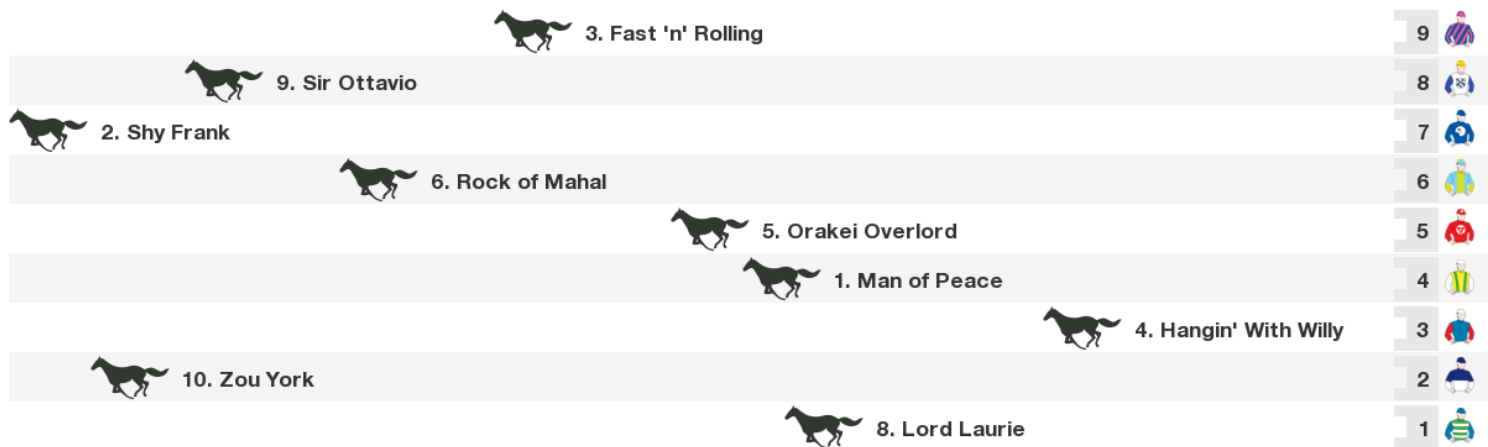 3. Fast 'n' Rolling 9
9. Sir Ottavio 8
2. Shy Frank 7
6. Rock of Mahal 6
5. Orakei Overlord 5
1. Man of Peace 4
4. Hangin' With Willy 3
10. Zou York 2
8. Lord Laurie 1